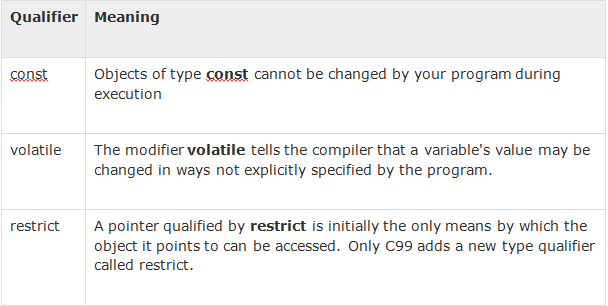 Qualifier Meaning
const Objects of type const cannot be changed by your program during
execution
volatile The modifier volatile tells the compiler that a variable's value may be
changed in ways not explicitly specified by the program.
restrict A pointer qualified by restrict is initially the only means by which the
object it points to can be accessed. Only C99 adds a new type qualifier
called restrict.